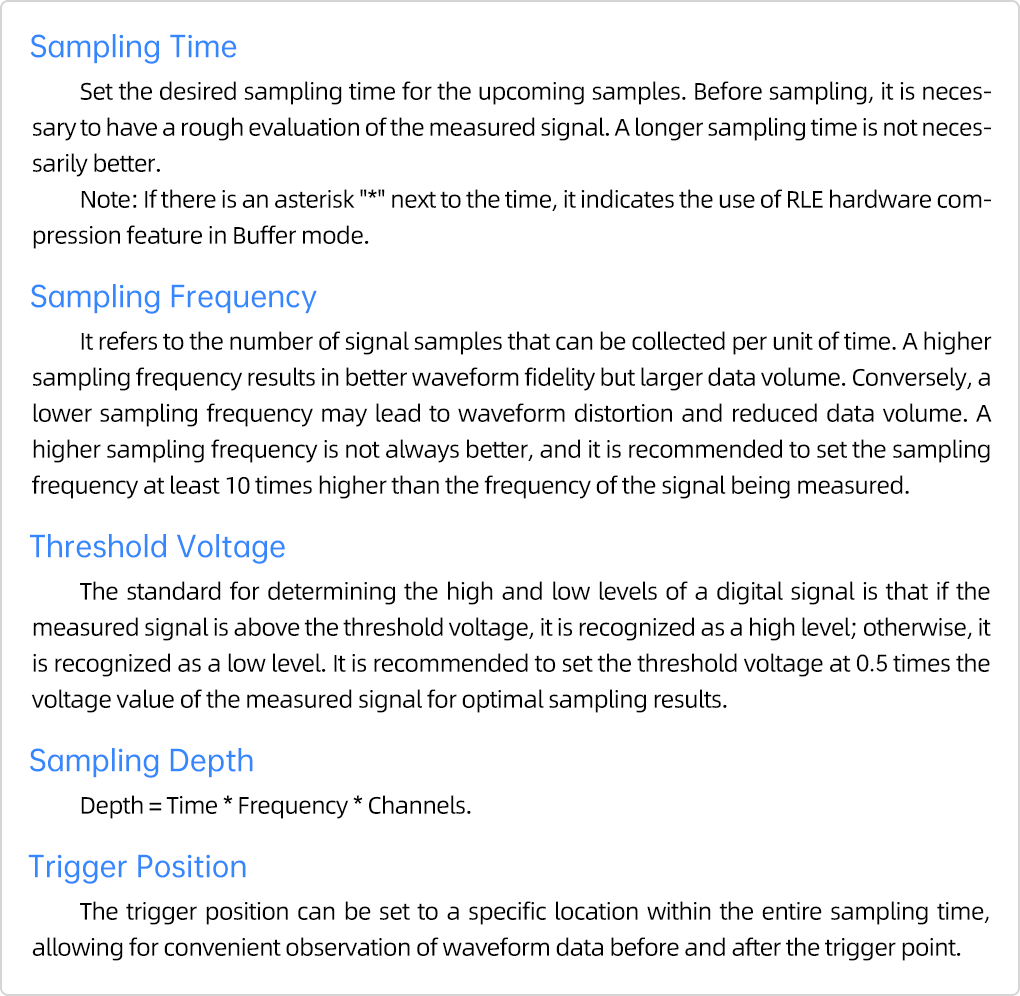 Sampling Time
Set the desired sampling time for the upcoming samples. Before sampling, it is neces-
sary to have a rough evaluation of the measured signal. A longer sampling time is not neces-
sarily better.
Note: If there is an asterisk "*" next to the time, it indicates the use of RLE hardware com-
pression feature in Buffer mode.
Sampling Frequency
It refers to the number of signal samples that can be collected per unit of time. A higher
sampling frequency results in better waveform fidelity but larger data volume. Conversely, a
lower sampling frequency may lead to waveform distortion and reduced data volume. A
higher sampling frequency is not always better, and it is recommended to set the sampling
frequency at least 10 times higher than the frequency of the signal being measured.
Threshold Voltage
The standard for determining the high and low levels of a digital signal is that if the
measured signal is above the threshold voltage, it is recognized as a high level; otherwise, it
is recognized as a low level. It is recommended to set the threshold voltage at 0.5 times the
voltage value of the measured signal for optimal sampling results.
Sampling Depth
Depth = Time * Frequency * Channels.
Trigger Position
The trigger position can be set to a specific location within the entire sampling time,
allowing for convenient observation of waveform data before and after the trigger point.